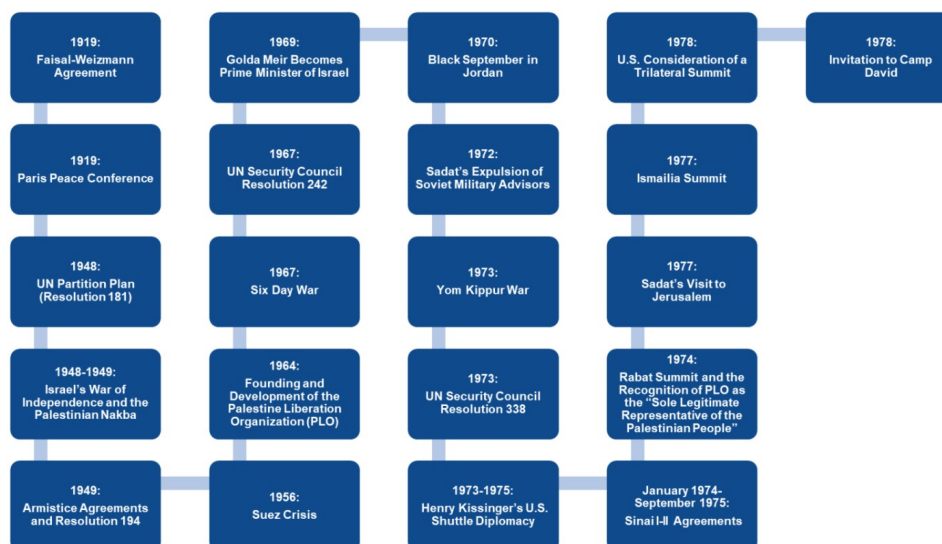 1919:
Faisal-Weizmann
Agreement
1919:
Paris Peace Conference
1948:
UN Partition Plan
(Resolution 181)
1948-1949:
Israel's War of
Independence and the
Palestinian Nakba
1949:
Armistice Agreements
and Resolution 194
1956:
Suez Crisis
1964:
Founding and
Development of the
Palestine Liberation
Organization (PLO)
1967:
Six Day War
1967:
UN Security Council
Resolution 242
1969:
Golda Meir Becomes
Prime Minister of Israel
1970:
Black September in
Jordan
1972:
Sadat's Expulsion of
Soviet Military Advisors
1973:
Yom Kippur War
1973:
UN Security Council
Resolution 338
1973-1975:
Henry Kissinger's U.S.
Shuttle Diplomacy
January 1974-
September 1975:
Sinai I-II Agreements
1974:
Rabat Summit and the
Recognition of PLO as
the “Sole Legitimate
Representative of the
Palestinian People”
1977:
Sadat's Visit to
Jerusalem
1977:
Ismailia Summit
1978:
U.S. Consideration of a
Trilateral Summit
1978:
Invitation to Camp
David